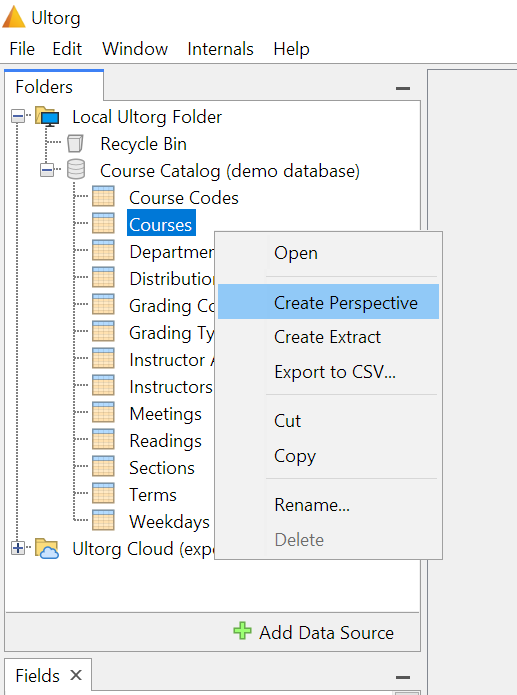 Ultorg
File Edit Window Internals Help
Folders
Local Ultorg Folder
Recycle Bin
Course Catalog (demo database)
Course Codes
Courses
Departmen
Distribution
Grading Co
Grading Ty
Instructor A
Instructors
Meetings
Readings
Sections
Terms
Weekdays
Ultorg Cloud (expe
Open
Create Perspective
Create Extract
Export to CSV...
Cut
Copy
Rename...
Delete
Add Data Source
Fields